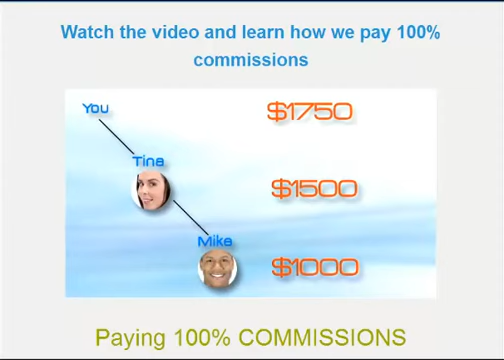 Watch the video and learn how we pay 100%
commissions
You
$1750
Tina
$1500
Mike
$1000
Paying 100% COMMISSIONS